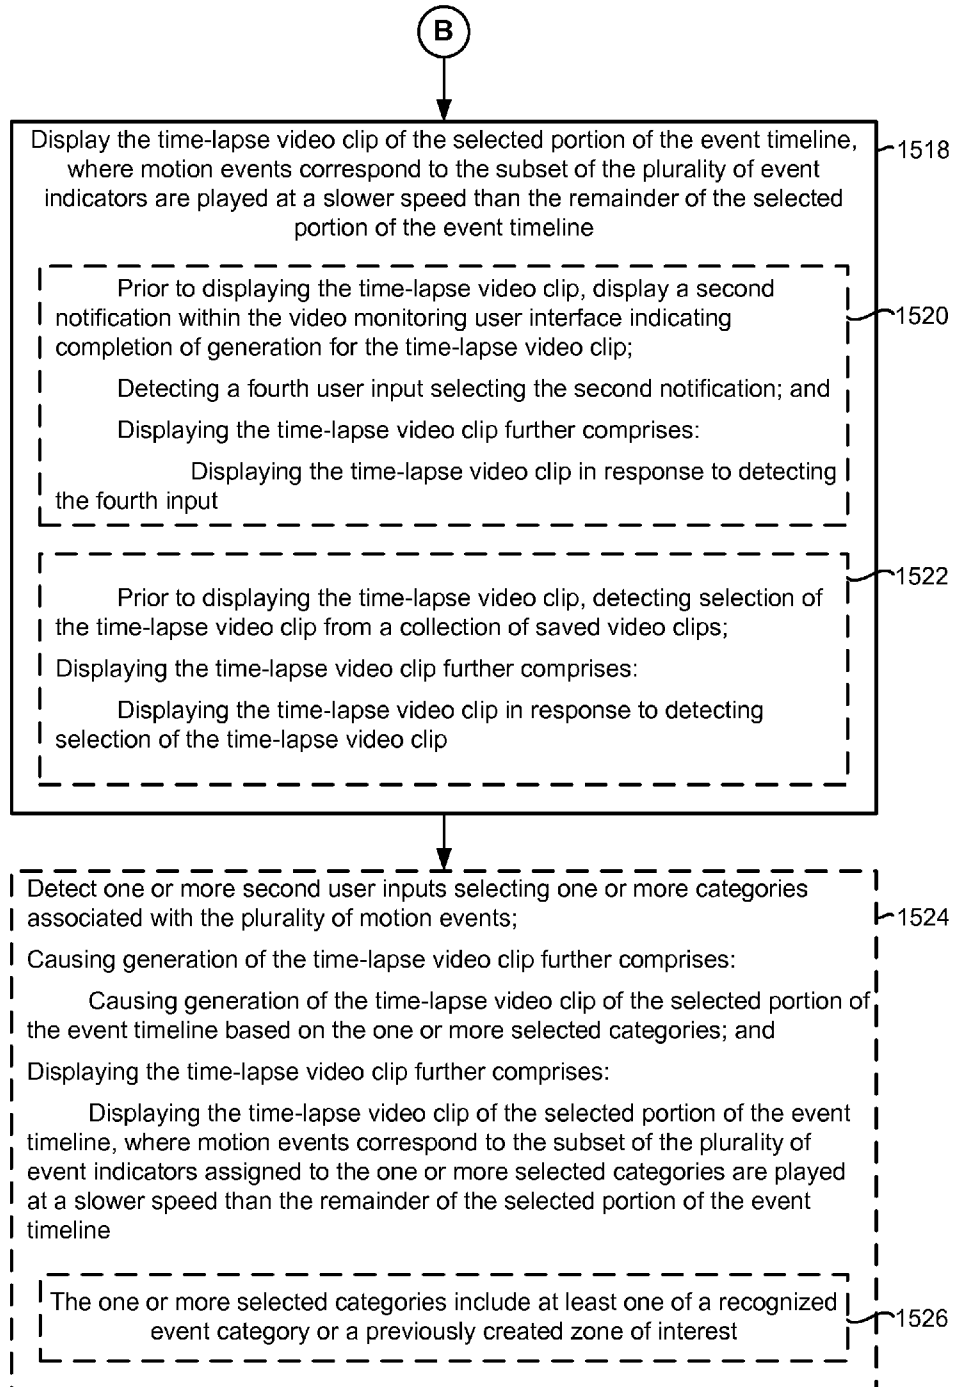 B
Display the time-lapse video clip of the selected portion of the event timeline,
where motion events correspond to the subset of the plurality of event
indicators are played at a slower speed than the remainder of the selected
portion of the event timeline
1518
Prior to displaying the time-lapse video clip, display a second
notification within the video monitoring user interface indicating
completion of generation for the time-lapse video clip;
Detecting a fourth user input selecting the second notification; and
Displaying the time-lapse video clip further comprises:
Displaying the time-lapse video clip in response to detecting
the fourth input
1520
Prior to displaying the time-lapse video clip, detecting selection of
the time-lapse video clip from a collection of saved video clips;
Displaying the time-lapse video clip further comprises:
Displaying the time-lapse video clip in response to detecting
selection of the time-lapse video clip
1522
Detect one or more second user inputs selecting one or more categories
associated with the plurality of motion events;
Causing generation of the time-lapse video clip further comprises:
Causing generation of the time-lapse video clip of the selected portion of
the event timeline based on the one or more selected categories; and
Displaying the time-lapse video clip further comprises:
Displaying the time-lapse video clip of the selected portion of the event
timeline, where motion events correspond to the subset of the plurality of
event indicators assigned to the one or more selected categories are played
at a slower speed than the remainder of the selected portion of the event
timeline
1524
The one or more selected categories include at least one of a recognized
event category or a previously created zone of interest
1526